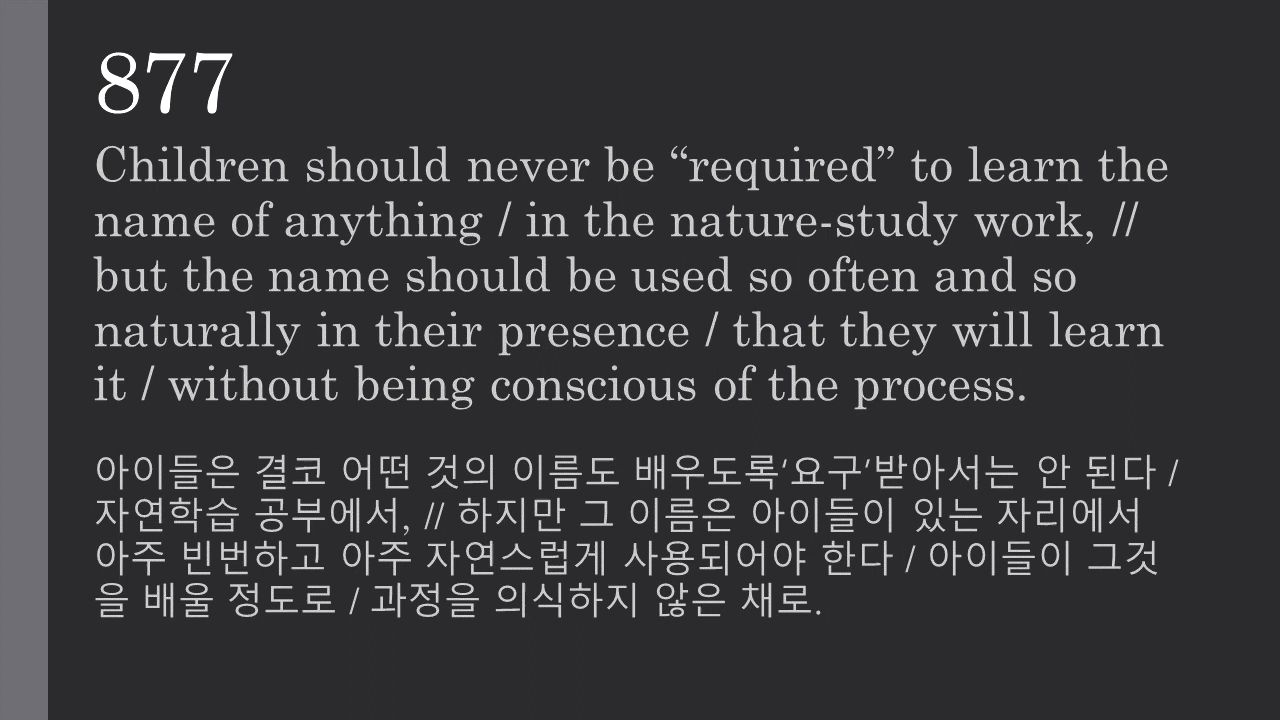 877
Children should never be “required” to learn the
name of anything / in the nature-study work, //
but the name should be used so often and so
naturally in their presence / that they will learn
it / without being conscious of the process.
아이들은 결코 어떤 것의 이름도 배우도록‘요구’받아서는 안 된다 /
자연학습 공부에서, // 하지만 그 이름은 아이들이 있는 자리에서
아주 빈번하고 아주 자연스럽게 사용되어야 한다 / 아이들이 그것
을 배울 정도로 / 과정을 의식하지 않은 채로.